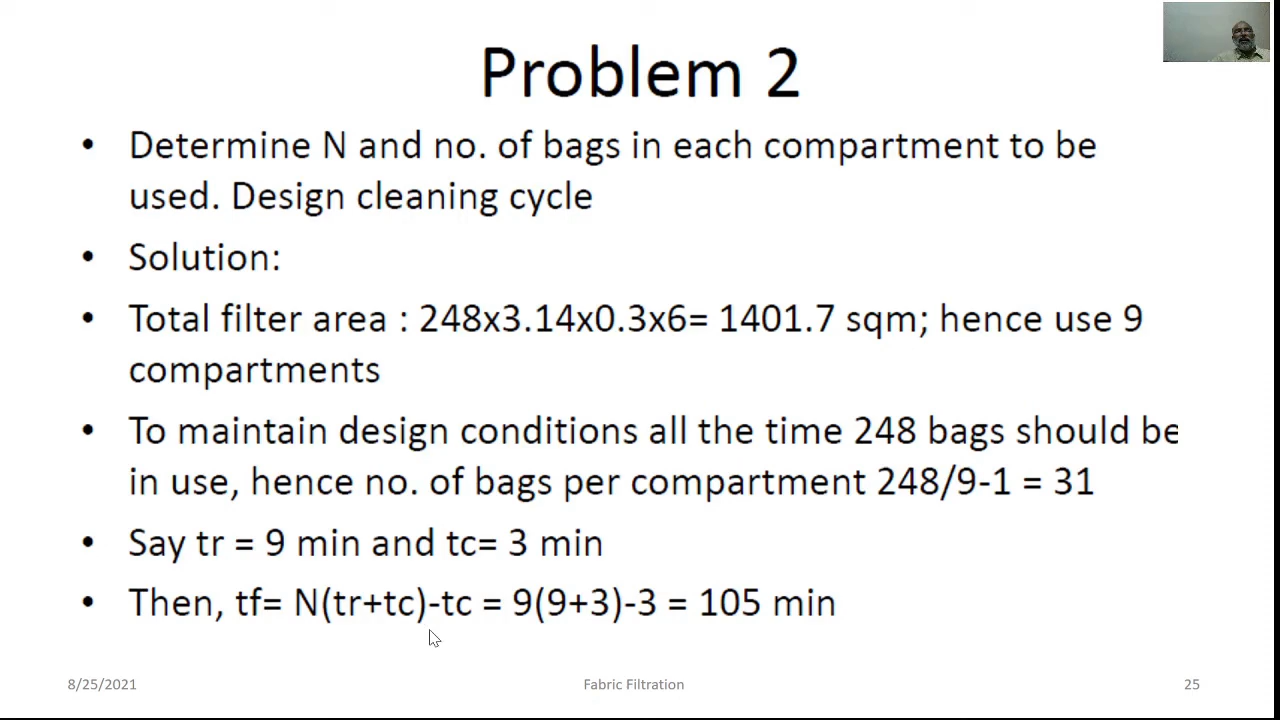 Problem 2
• Determine N and no. of bags in each compartment to be
used. Design cleaning cycle
• Solution:
• Total filter area : 248x3.14x0.3x6= 1401.7 sqm; hence use 9
compartments
• To maintain design conditions all the time 248 bags should be
in use, hence no. of bags per compartment 248/9-1 = 31
• Say tr = 9 min and tc= 3 min
• Then, tf= N(tr+tc)-tc = 9(9+3)-3 = 105 min
8/25/2021
Fabric Filtration
25